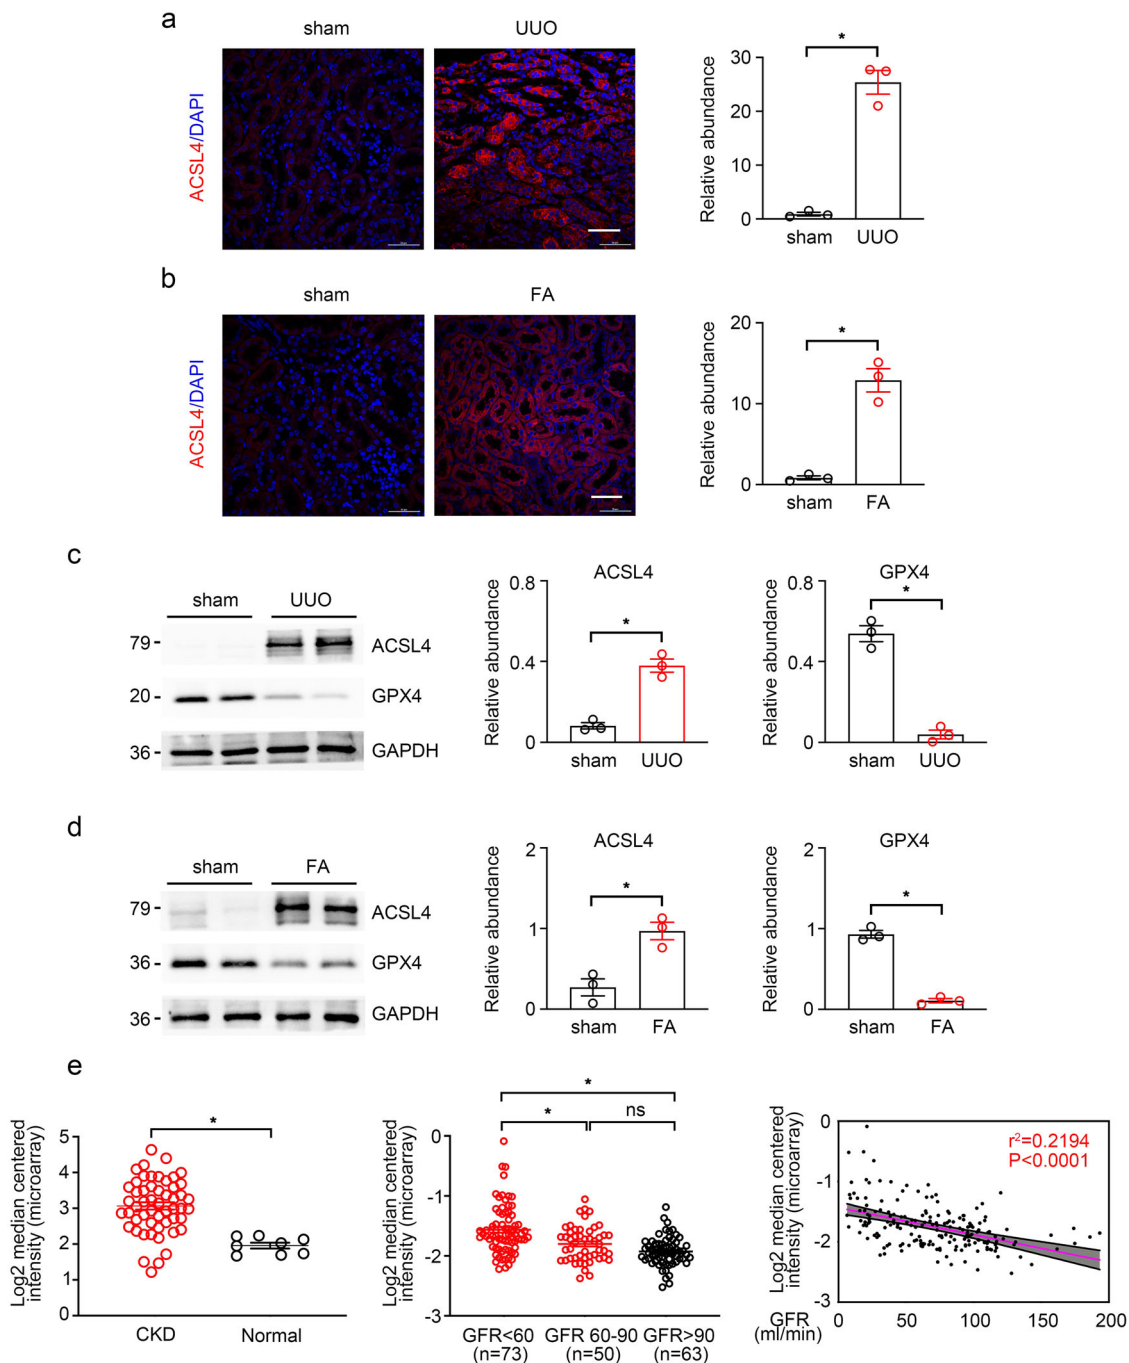 a
sham
UUO
ACSL4/DAPI
Relative abundance
30
20
10
0
*
sham
UUO
b
sham
FA
ACSL4/DAPI
Relative abundance
20
10
0
*
sham
FA
c
sham
UUO
79
ACSL4
20
GPX4
36
GAPDH
ACSL4
Relative abundance
0.8
0.4
0
*
sham
UUO
GPX4
Relative abundance
0.8
0.4
0
*
sham
UUO
d
sham
FA
79
ACSL4
36
GPX4
36
GAPDH
ACSL4
Relative abundance
2
1
0
*
sham
FA
GPX4
Relative abundance
2
1
0
*
sham
FA
e
Log2 median centered
intensity (microarray)
5
4
3
2
1
0
*
CKD
Normal
Log2 median centered
intensity (microarray)
0
-1
-2
-3
*
*
ns
GFR<60
(n=73)
GFR 60-90
(n=50)
GFR>90
(n=63)
Log2 median centered
intensity (microarray)
0
-1
-2
-3
r²=0.2194
P<0.0001
GFR
(ml/min)
0
50
100
150
200